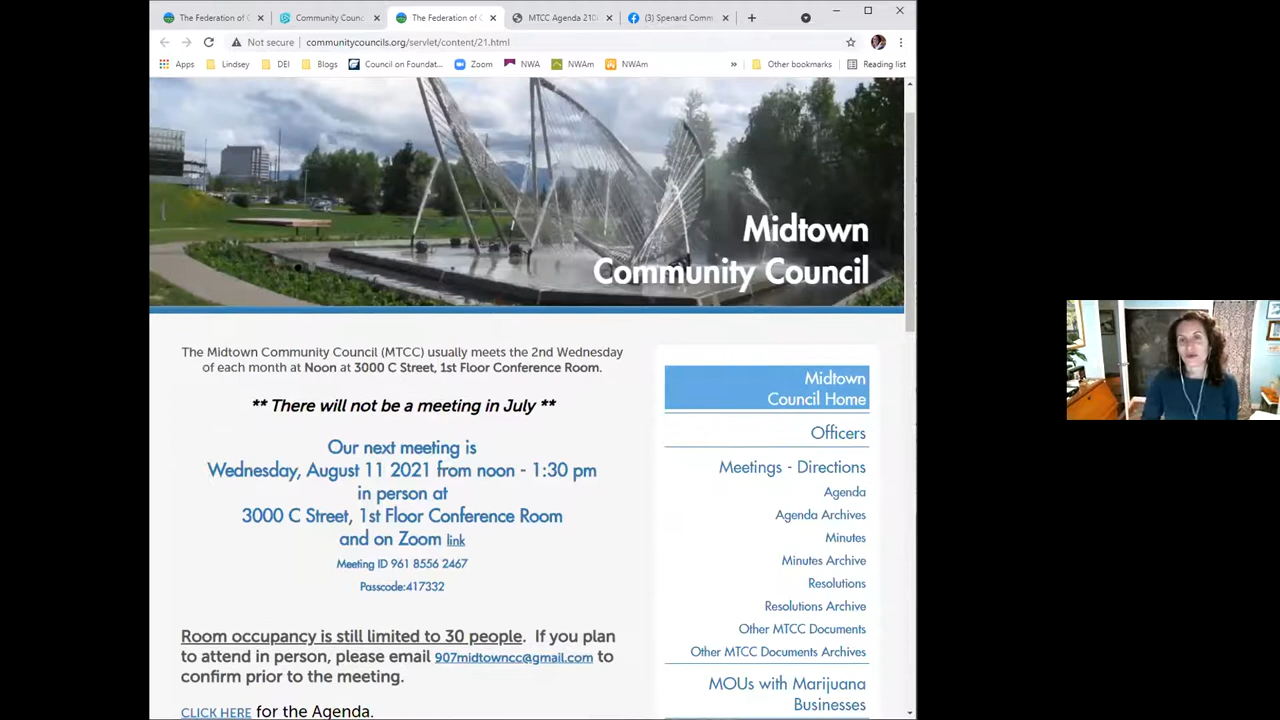 The Federation of C
Community Counc
The Federation of C
MTCC Agenda 210
(3) Spenard Comm
Not secure
communitycouncils.org/servlet/content/21.html
Apps
Lindsey
DEI
Blogs
Council on Foundat...
Zoom
NWA
NWAm
NWAm
»
Other bookmarks
Reading list
Midtown
Community Council
The Midtown Community Council (MTCC) usually meets the 2nd Wednesday
of each month at Noon at 3000 C Street, 1st Floor Conference Room.
** There will not be a meeting in July **
Our next meeting is
Wednesday, August 11 2021 from noon - 1:30 pm
in person at
3000 C Street, 1st Floor Conference Room
and on Zoom link
Meeting ID 961 8556 2467
Passcode:417332
Room occupancy is still limited to 30 people. If you plan
to attend in person, please email 907midtowncc@gmail.com to
confirm prior to the meeting.
CLICK HERE for the Agenda.
Midtown
Council Home
Officers
Meetings - Directions
Agenda
Agenda Archives
Minutes
Minutes Archive
Resolutions
Resolutions Archive
Other MTCC Documents
Other MTCC Documents Archives
MOUs with Marijuana
Businesses